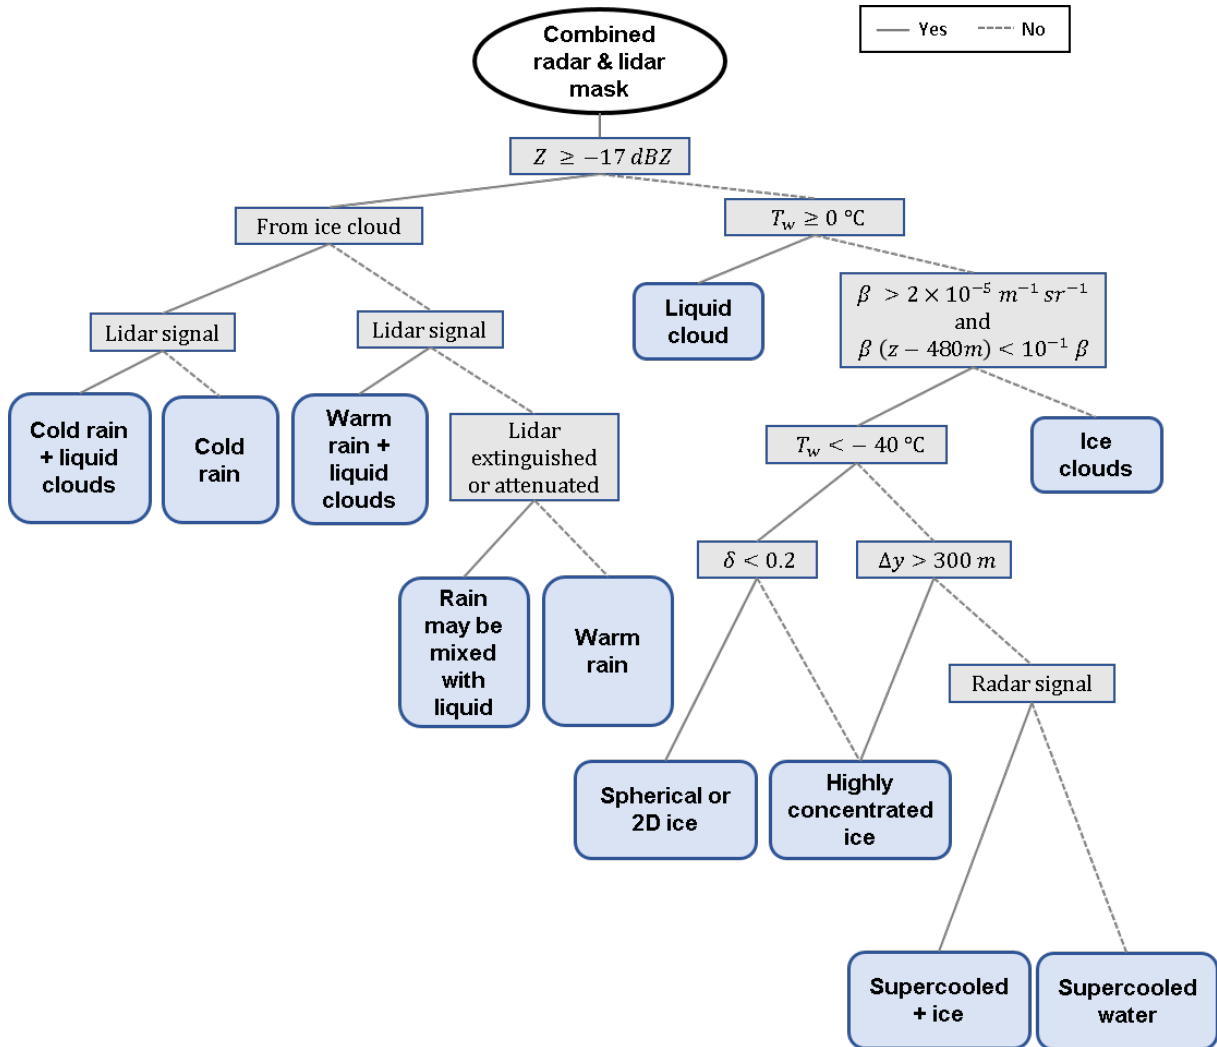 Combined
radar & lidar
mask
Yes
No
Z ≥ −17 dBZ
From ice cloud
T_w ≥ 0 °C
Liquid
cloud
β > 2 × 10⁻⁵ m⁻¹ sr⁻¹
and
β (z − 480m) < 10⁻¹ β
Lidar signal
Lidar signal
Cold rain
+ liquid
clouds
Cold
rain
Warm
rain +
liquid
clouds
Lidar
extinguished
or attenuated
T_w < − 40 °C
Ice
clouds
δ < 0.2
Δy > 300 m
Rain
may be
mixed
with
liquid
Warm
rain
Radar signal
Spherical or
2D ice
Highly
concentrated
ice
Supercooled
+ ice
Supercooled
water